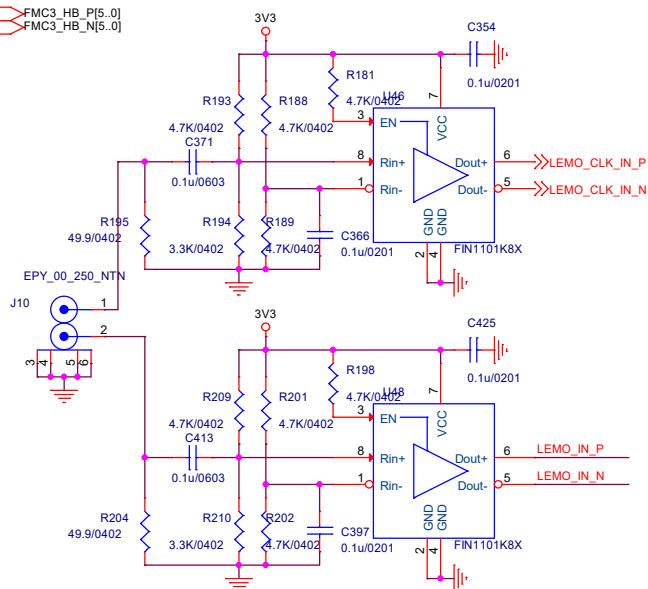 FMC3_HB_P[5..0]
FMC3_HB_N[5..0]
3V3
C354
0.1u/0201
R181
4.7K/0402
U46
R193
4.7K/0402
R188
4.7K/0402
C371
0.1u/0603
3
EN
7
VCC
8
Rin+
1
Rin-
Dout+
6
LEMO_CLK_IN_P
Dout-
5
LEMO_CLK_IN_N
GND
GND
2
4
FIN1101K8X
R195
49.9/0402
R194
3.3K/0402
R189
4.7K/0402
C366
0.1u/0201
EPY_00_250_NTN
J10
1
2
3
4
5
6
3V3
C425
0.1u/0201
R198
4.7K/0402
U48
R209
4.7K/0402
R201
4.7K/0402
C413
0.1u/0603
3
EN
7
VCC
8
Rin+
1
Rin-
Dout+
6
LEMO_IN_P
Dout-
5
LEMO_IN_N
GND
GND
2
4
FIN1101K8X
R204
49.9/0402
R210
3.3K/0402
R202
4.7K/0402
C397
0.1u/0201